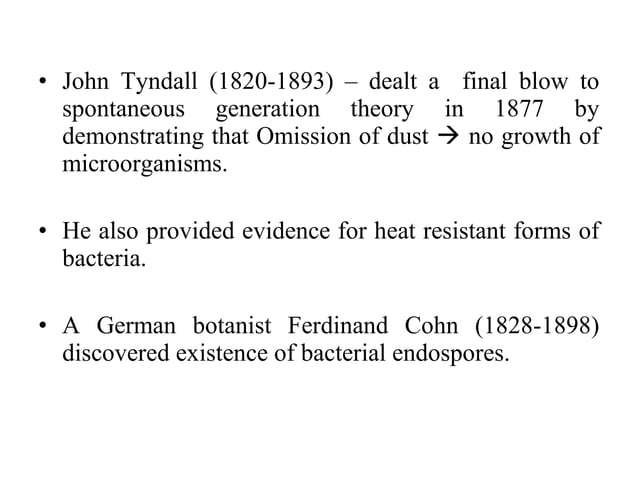 • John Tyndall (1820-1893) – dealt a final blow to
spontaneous generation theory in 1877 by
demonstrating that Omission of dust → no growth of
microorganisms.
• He also provided evidence for heat resistant forms of
bacteria.
• A German botanist Ferdinand Cohn (1828-1898)
discovered existence of bacterial endospores.